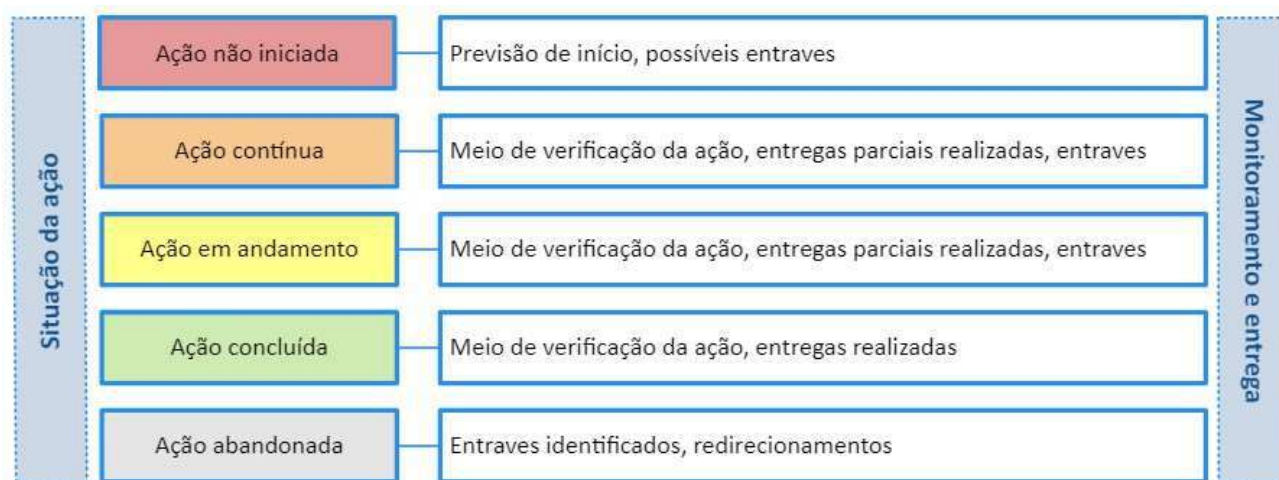 Situação da ação
Ação não iniciada
Previsão de início, possíveis entraves
Ação contínua
Meio de verificação da ação, entregas parciais realizadas, entraves
Ação em andamento
Meio de verificação da ação, entregas parciais realizadas, entraves
Ação concluída
Meio de verificação da ação, entregas realizadas
Ação abandonada
Entraves identificados, redirecionamentos
Monitoramento e entrega